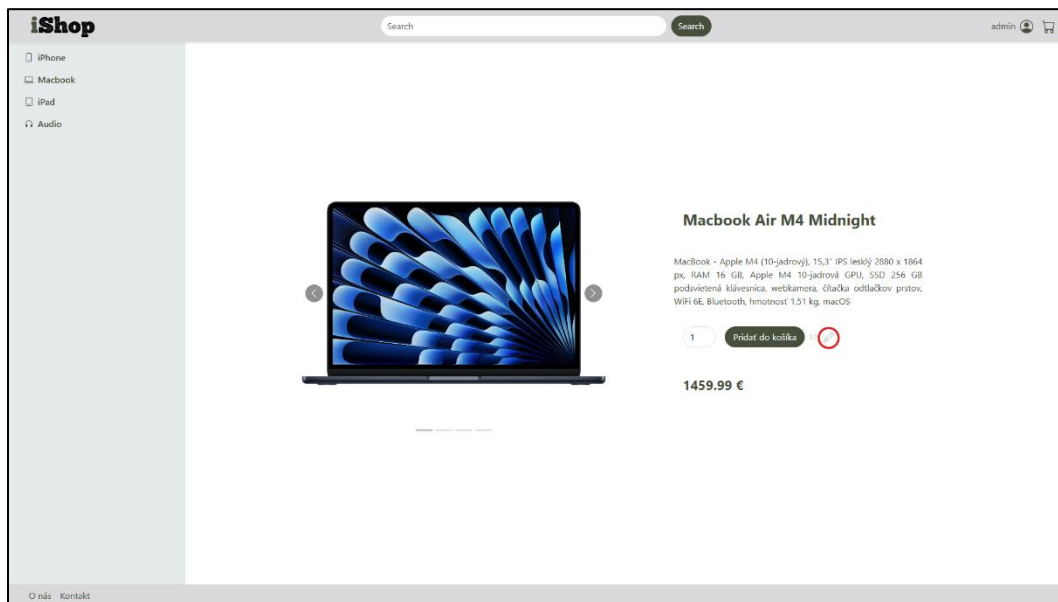 iShop
Search
Search
admin
iPhone
Macbook
iPad
Audio
Macbook Air M4 Midnight
MacBook - Apple M4 (10-jadrový), 15,3" IPS lesklý 2880 x 1864
px, RAM 16 GB, Apple M4 10-jadrová GPU, SSD 256 GB
podsvietená klávesnica, webkamera, čítačka odtlačkov prstov,
WiFi 6E, Bluetooth, hmotnosť 1.51 kg, macOS
1
Pridať do košíka
1459.99 €
O nás Kontakt